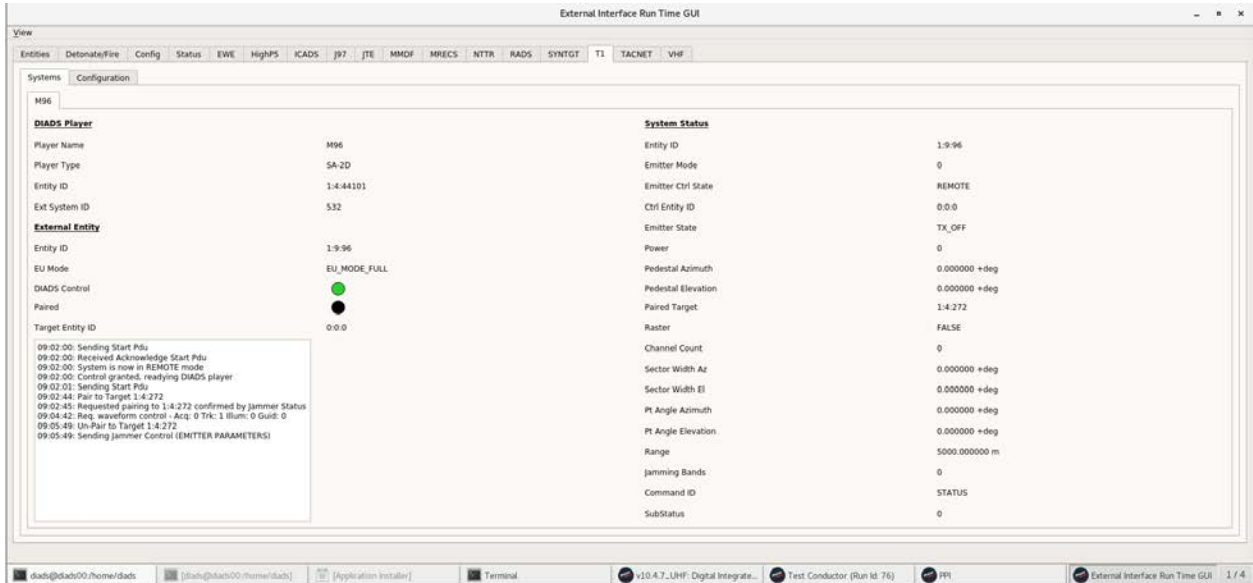 External Interface Run Time GUI
View
Entities Detonate/Fire Config Status EWE HighPS ICADS J97 JTE MMDF MRECS NTTR RADS SYNTGT T1 TACNET VHF
Systems Configuration
M96
DIADS Player
Player Name M96
Player Type SA-2D
Entity ID 1:4:44101
Ext System ID 532
External Entity
Entity ID 1:9:96
EU Mode EU_MODE_FULL
DIADS Control
Paired
Target Entity ID 0:0:0
09:02:00: Sending Start Pdu
09:02:00: Received Acknowledge Start Pdu
09:02:00: System is now in REMOTE mode
09:02:00: Control granted, readying DIADS player
09:02:01: Sending Start Pdu
09:02:44: Pair to Target 1:4:272
09:02:45: Requested pairing to 1:4:272 confirmed by Jammer Status
09:04:42: Req. waveform control - Acq: 0 Trk: 1 Illum: 0 Guid: 0
09:05:49: Un-Pair to Target 1:4:272
09:05:49: Sending Jammer Control (EMITTER PARAMETERS)
System Status
Entity ID 1:9:96
Emitter Mode 0
Emitter Ctrl State REMOTE
Ctrl Entity ID 0:0:0
Emitter State TX_OFF
Power 0
Pedestal Azimuth 0.000000 +deg
Pedestal Elevation 0.000000 +deg
Paired Target 1:4:272
Raster FALSE
Channel Count 0
Sector Width Az 0.000000 +deg
Sector Width El 0.000000 +deg
Pt Angle Azimuth 0.000000 +deg
Pt Angle Elevation 0.000000 +deg
Range 5000.000000 m
Jamming Bands 0
Command ID STATUS
SubStatus 0
diads@diads00:/home/diads [diads@diads00:/home/diads] [Application Installer] Terminal v10.4.7_UHF: Digital Integrate... Test Conductor (Run Id: 76) PPI External Interface Run Time GUI 1 / 4